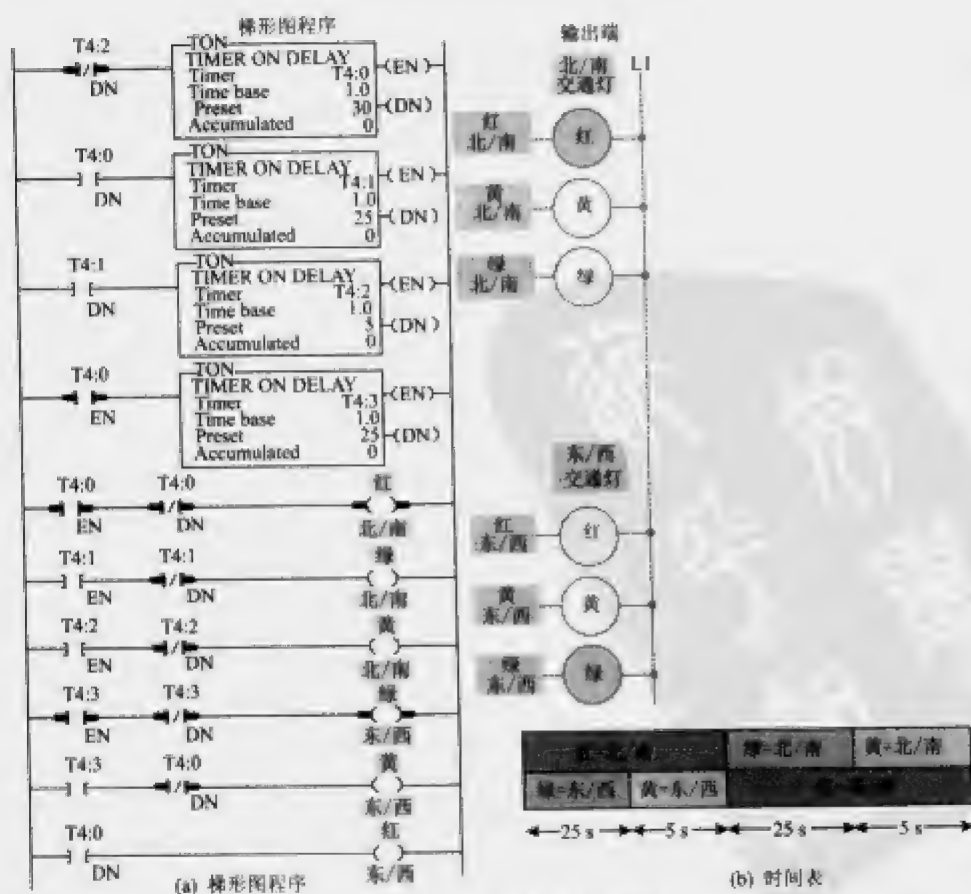 梯形图程序
T4:2
DN
TON
TIMER ON DELAY
Timer T4:0
Time base 1.0
Preset 30
Accumulated 0
(EN)
(DN)
T4:0
DN
TON
TIMER ON DELAY
Timer T4:1
Time base 1.0
Preset 25
Accumulated 0
(EN)
(DN)
T4:1
DN
TON
TIMER ON DELAY
Timer T4:2
Time base 1.0
Preset 5
Accumulated 0
(EN)
(DN)
T4:0
EN
TON
TIMER ON DELAY
Timer T4:3
Time base 1.0
Preset 25
Accumulated 0
(EN)
(DN)
T4:0 T4:0 红
EN DN 北/南
T4:1 T4:1 绿
EN DN 北/南
T4:2 T4:2 黄
EN DN 北/南
T4:3 T4:3 绿
EN DN 东/西
T4:3 T4:0 黄
DN 东/西
T4:0 红
DN 东/西
(a) 梯形图程序
输出端
北/南
交通灯
L1
红
北/南
红
黄
北/南
黄
绿
北/南
绿
东/西
交通灯
红
东/西
红
黄
东/西
黄
绿
东/西
绿
绿=北/南 黄=北/南
绿=东/西 黄=东/西
25 s 5 s 25 s 5 s
(b) 时间表